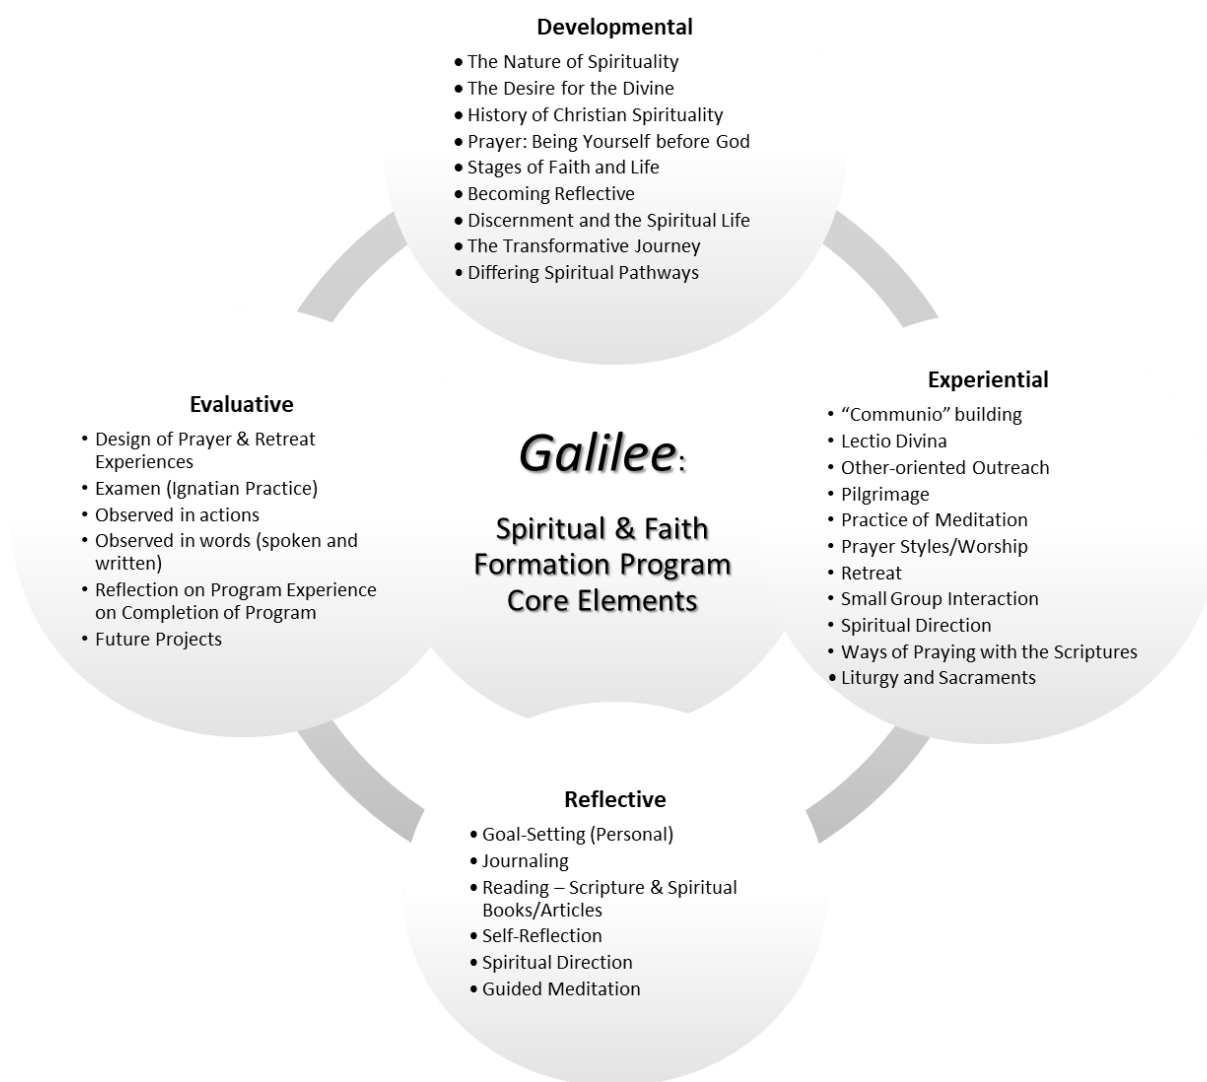 Developmental
• The Nature of Spirituality
• The Desire for the Divine
• History of Christian Spirituality
• Prayer: Being Yourself before God
• Stages of Faith and Life
• Becoming Reflective
• Discernment and the Spiritual Life
• The Transformative Journey
• Differing Spiritual Pathways
Experiential
• “Communio” building
• Lectio Divina
• Other-oriented Outreach
• Pilgrimage
• Practice of Meditation
• Prayer Styles/Worship
• Retreat
• Small Group Interaction
• Spiritual Direction
• Ways of Praying with the Scriptures
• Liturgy and Sacraments
Reflective
• Goal-Setting (Personal)
• Journaling
• Reading – Scripture & Spiritual
Books/Articles
• Self-Reflection
• Spiritual Direction
• Guided Meditation
Evaluative
• Design of Prayer & Retreat
Experiences
• Examen (Ignatian Practice)
• Observed in actions
• Observed in words (spoken and
written)
• Reflection on Program Experience
on Completion of Program
• Future Projects
Galilee:
Spiritual & Faith
Formation Program
Core Elements